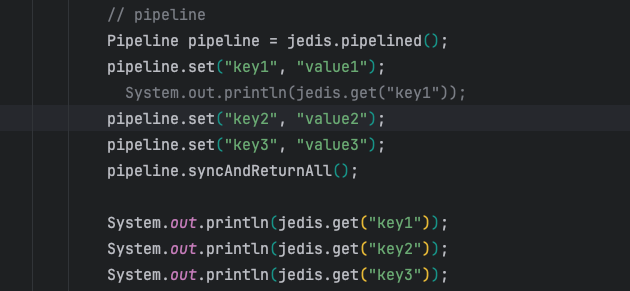 // pipeline
Pipeline pipeline = jedis.pipelined();
pipeline.set("key1", "value1");
System.out.println(jedis.get("key1"));
pipeline.set("key2", "value2");
pipeline.set("key3", "value3");
pipeline.syncAndReturnAll();
System.out.println(jedis.get("key1"));
System.out.println(jedis.get("key2"));
System.out.println(jedis.get("key3"));